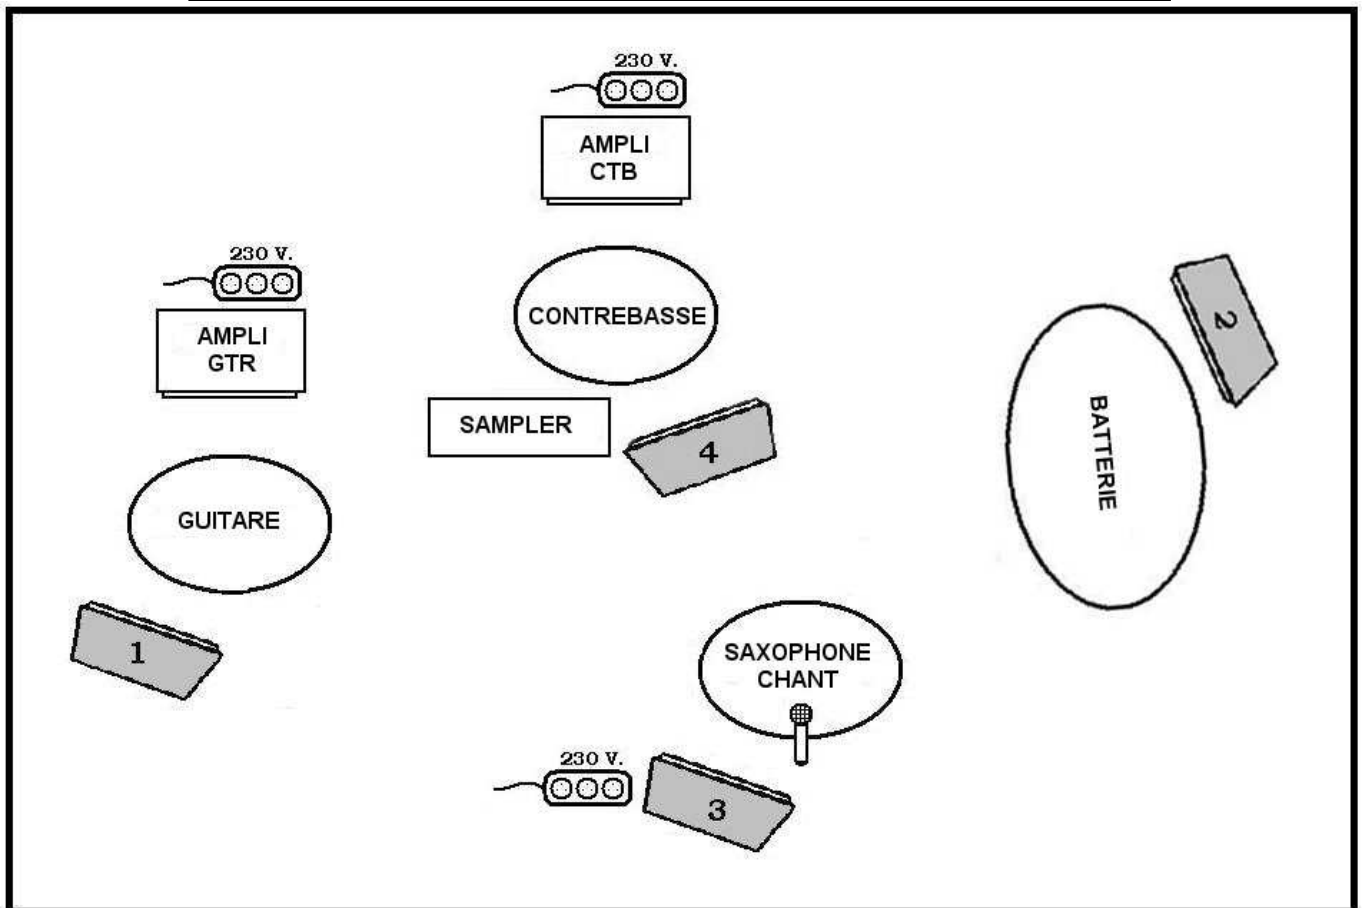 230 V.
AMPLI
CTB
230 V.
AMPLI
GTR
CONTREBASSE
2
SAMPLER
4
BATTERIE
GUITARE
1
SAXOPHONE
CHANT
230 V.
3